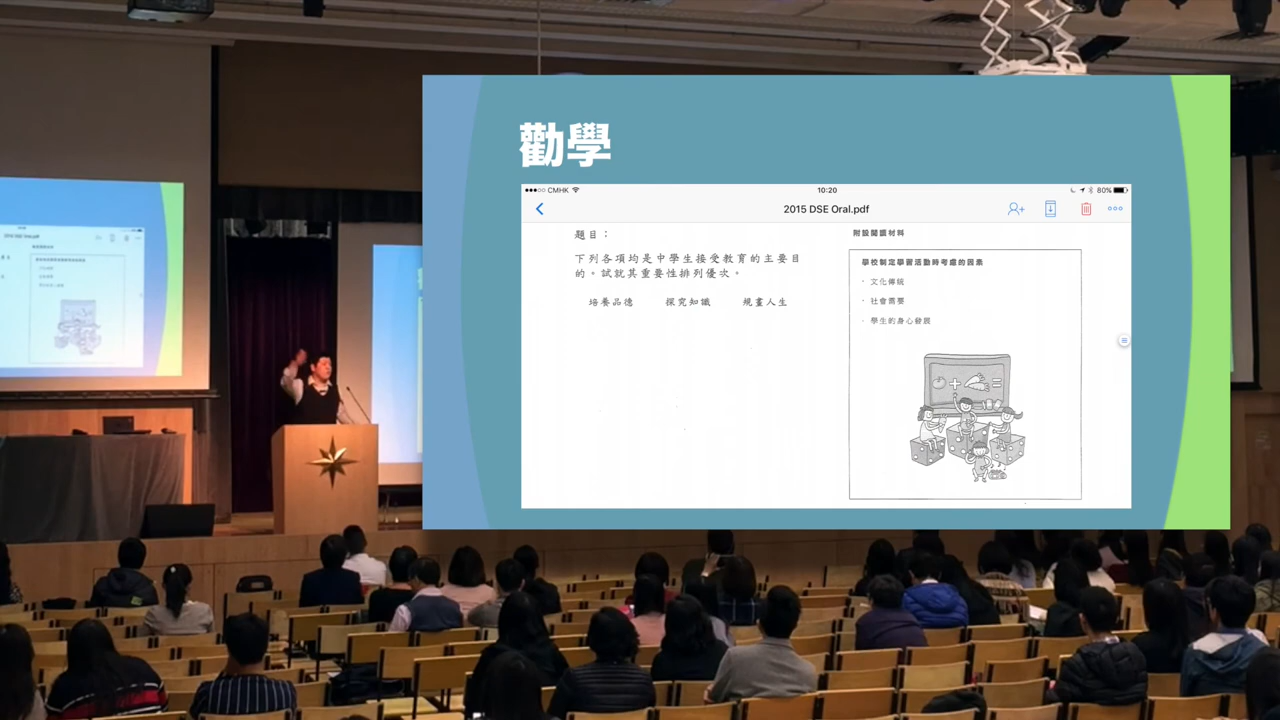 勸學
CMHK
10:20
80%
2015 DSE Oral.pdf
題目：
下列各項均是中學生接受教育的主要目
的。試就其重要性排列優次。
培養品德 探究知識 規畫人生
附設閱讀材料
學校制定學習活動時考慮的因素
· 文化傳統
· 社會需要
· 學生的身心發展
+ =
2015 DSE Oral.pdf